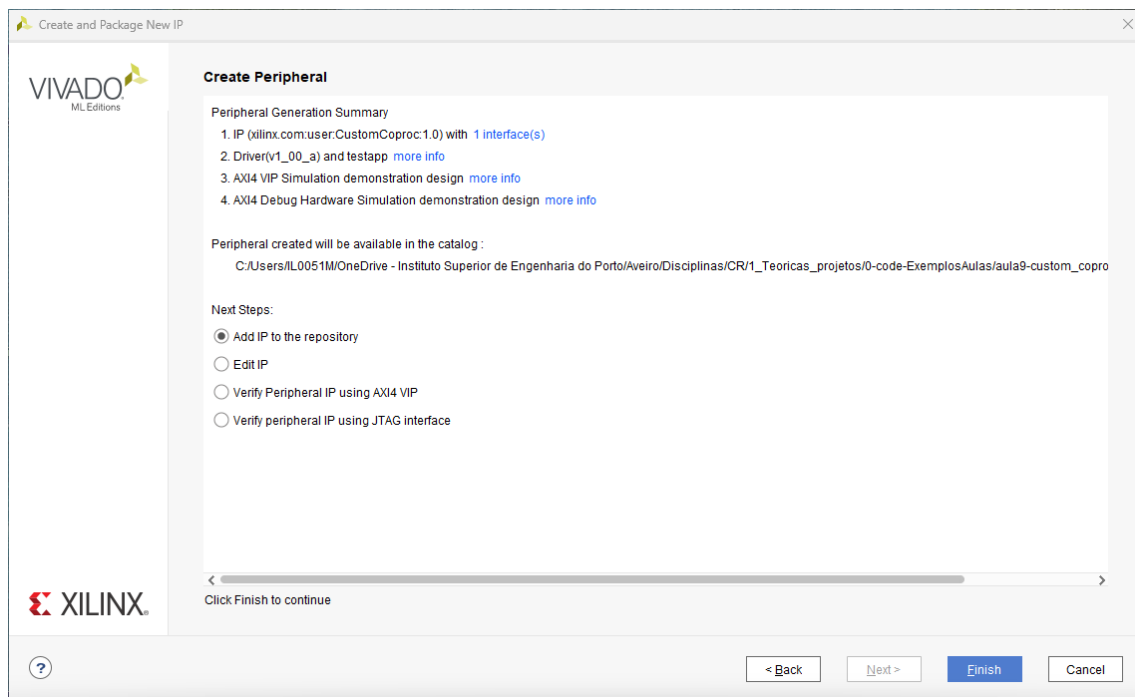 Create and Package New IP
VIVADO
ML Editions
Create Peripheral
Peripheral Generation Summary
1. IP (xilinx.com:user:CustomCoproc:1.0) with 1 interface(s)
2. Driver(v1_00_a) and testapp more info
3. AXI4 VIP Simulation demonstration design more info
4. AXI4 Debug Hardware Simulation demonstration design more info
Peripheral created will be available in the catalog :
C:/Users/IL0051M/OneDrive - Instituto Superior de Engenharia do Porto/Aveiro/Disciplinas/CR/1_Teoricas_projetos/0-code-ExemplosAulas/aula9-custom_copro
Next Steps:
Add IP to the repository
Edit IP
Verify Peripheral IP using AXI4 VIP
Verify peripheral IP using JTAG interface
XILINX.
Click Finish to continue
?
< Back
Next >
Finish
Cancel